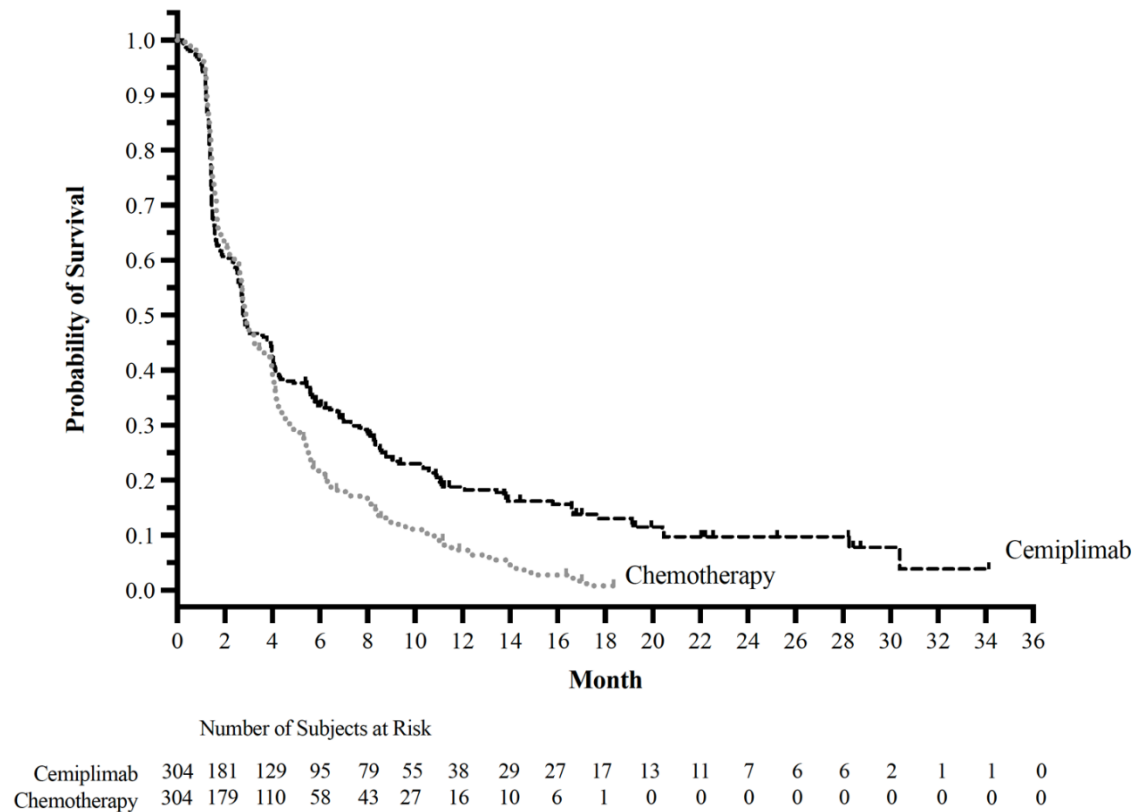 Probability of Survival
1.0
0.9
0.8
0.7
0.6
0.5
0.4
0.3
0.2
0.1
0.0
Cemiplimab
Chemotherapy
0 2 4 6 8 10 12 14 16 18 20 22 24 26 28 30 32 34 36
Month
Number of Subjects at Risk
Cemiplimab 304 181 129 95 79 55 38 29 27 17 13 11 7 6 6 2 1 1 0
Chemotherapy 304 179 110 58 43 27 16 10 6 1 0 0 0 0 0 0 0 0 0